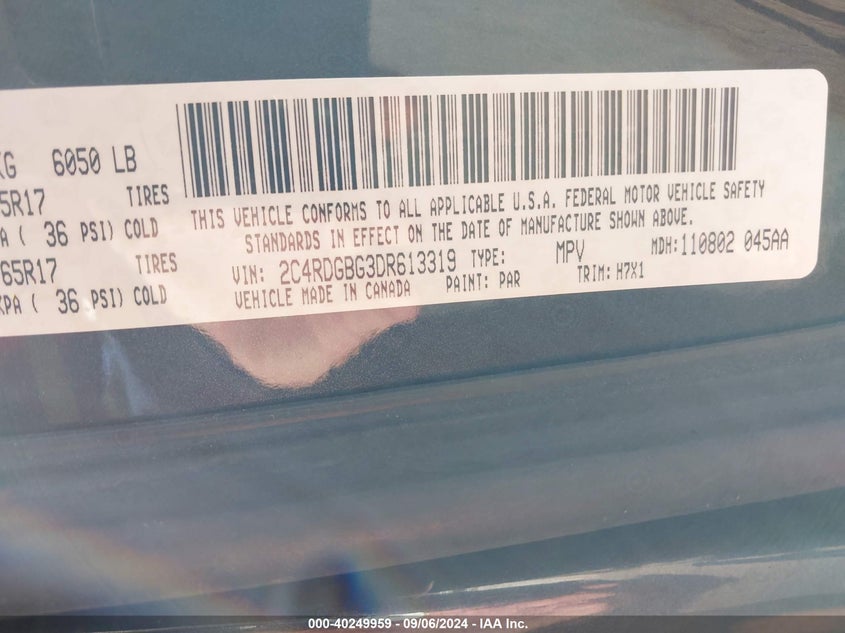 KG 6050 LB
5R17 TIRES
A ( 36 PSI) COLD
65R17 TIRES
KPA ( 36 PSI) COLD
THIS VEHICLE CONFORMS TO ALL APPLICABLE U.S.A. FEDERAL MOTOR VEHICLE SAFETY
STANDARDS IN EFFECT ON THE DATE OF MANUFACTURE SHOWN ABOVE.
VIN: 2C4RDGBG3DR613319 TYPE: MPV MDH:110802 045AA
VEHICLE MADE IN CANADA PAINT: PAR TRIM: H7X1
000-40249959 - 09/06/2024 - IAA Inc.